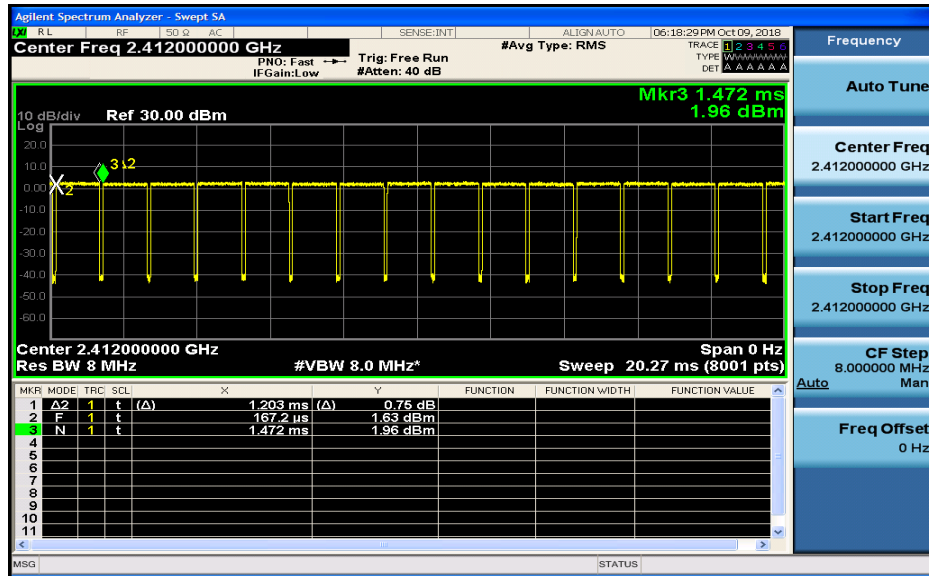 Agilent Spectrum Analyzer - Swept SA
LXI RL RF 50 Ω AC SENSE:INT ALIGN AUTO 06:18:29 PM Oct 09, 2018
Center Freq 2.412000000 GHz #Avg Type: RMS TRACE 1 2 3 4 5 6
PNO: Fast Trig: Free Run TYPE WWWWWW
IFGain:Low #Atten: 40 dB DET A A A A A A
Mkr3 1.472 ms
10 dB/div Ref 30.00 dBm 1.96 dBm
Log
20.0
10.0
0.00
-10.0
-20.0
-30.0
-40.0
-50.0
-60.0
3 2
2
Center 2.412000000 GHz Span 0 Hz
Res BW 8 MHz #VBW 8.0 MHz* Sweep 20.27 ms (8001 pts)
MKR MODE TRC SCL X Y FUNCTION FUNCTION WIDTH FUNCTION VALUE
1 Δ2 1 t (Δ) 1.203 ms (Δ) 0.75 dB
2 F 1 t 167.2 µs 1.63 dBm
3 N 1 t 1.472 ms 1.96 dBm
4
5
6
7
8
9
10
11
MSG STATUS
Frequency
Auto Tune
Center Freq
2.412000000 GHz
Start Freq
2.412000000 GHz
Stop Freq
2.412000000 GHz
CF Step
8.000000 MHz
Auto Man
Freq Offset
0 Hz